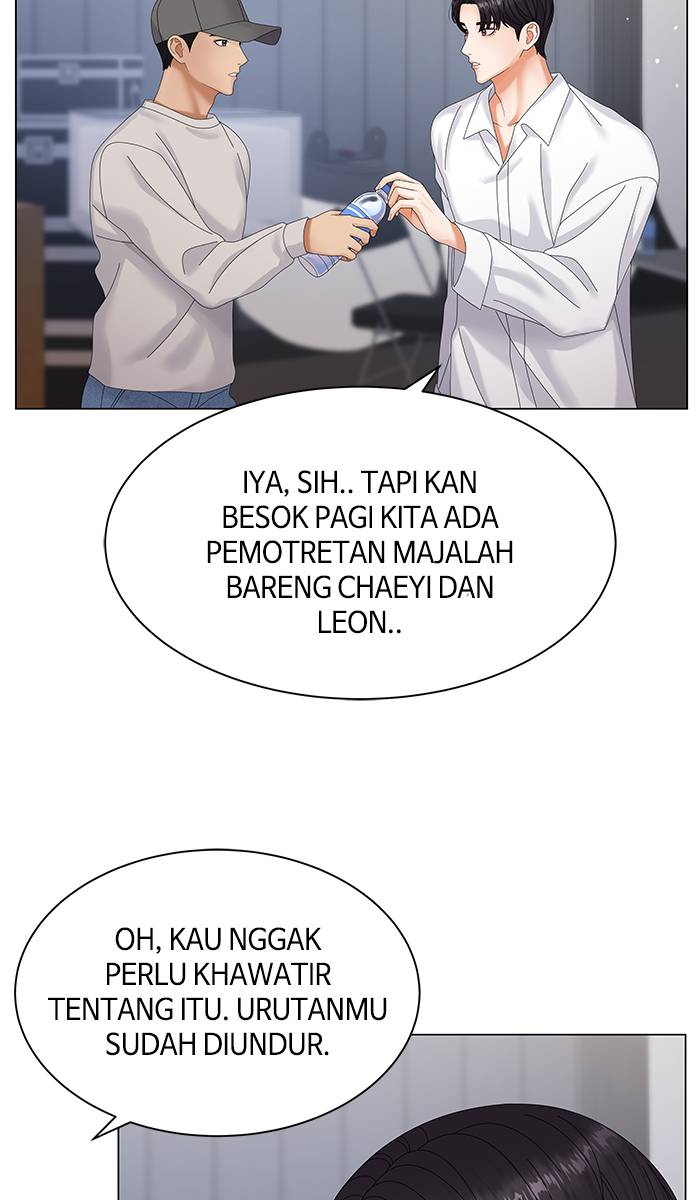 IYA, SIH.. TAPI KAN
BESOK PAGI KITA ADA
PEMOTRETAN MAJALAH
BARENG CHAEYI DAN
LEON..
OH, KAU NGGAK
PERLU KHAWATIR
TENTANG ITU. URUTANMU
SUDAH DIUNDUR.